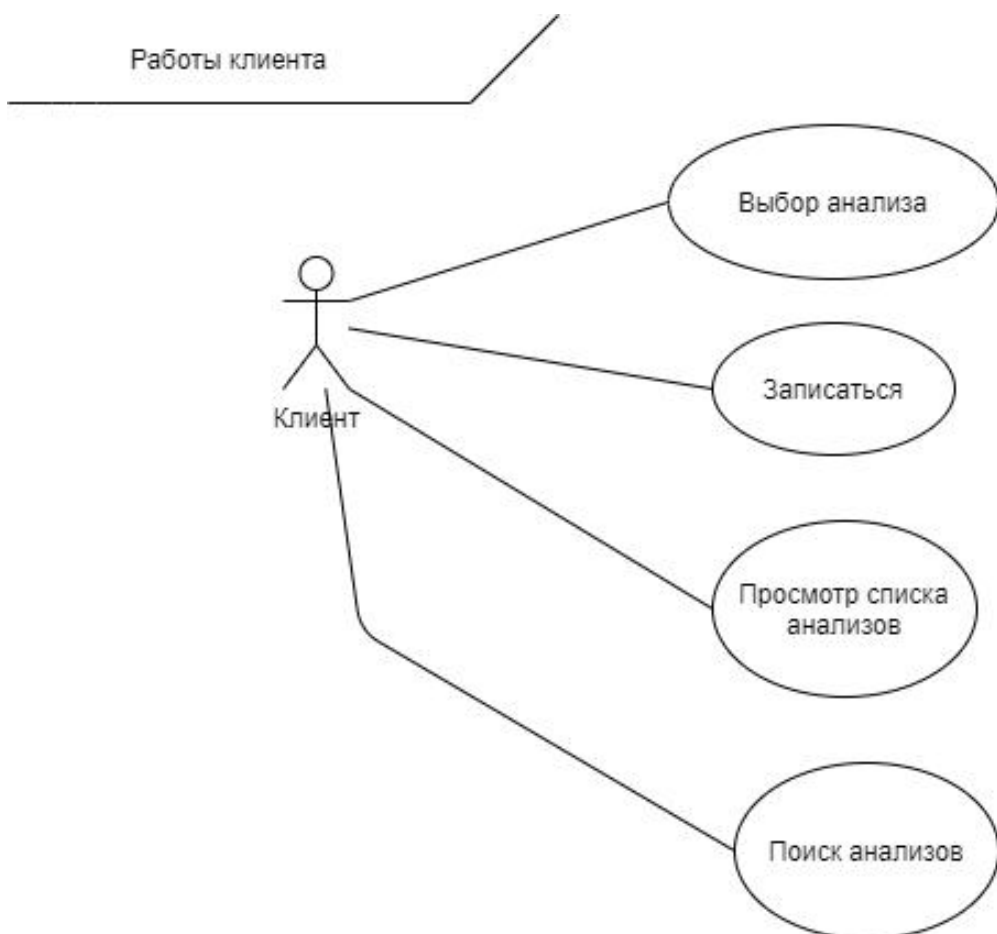 Работы клиента
Выбор анализа
Записаться
Клиент
Просмотр списка
анализов
Поиск анализов